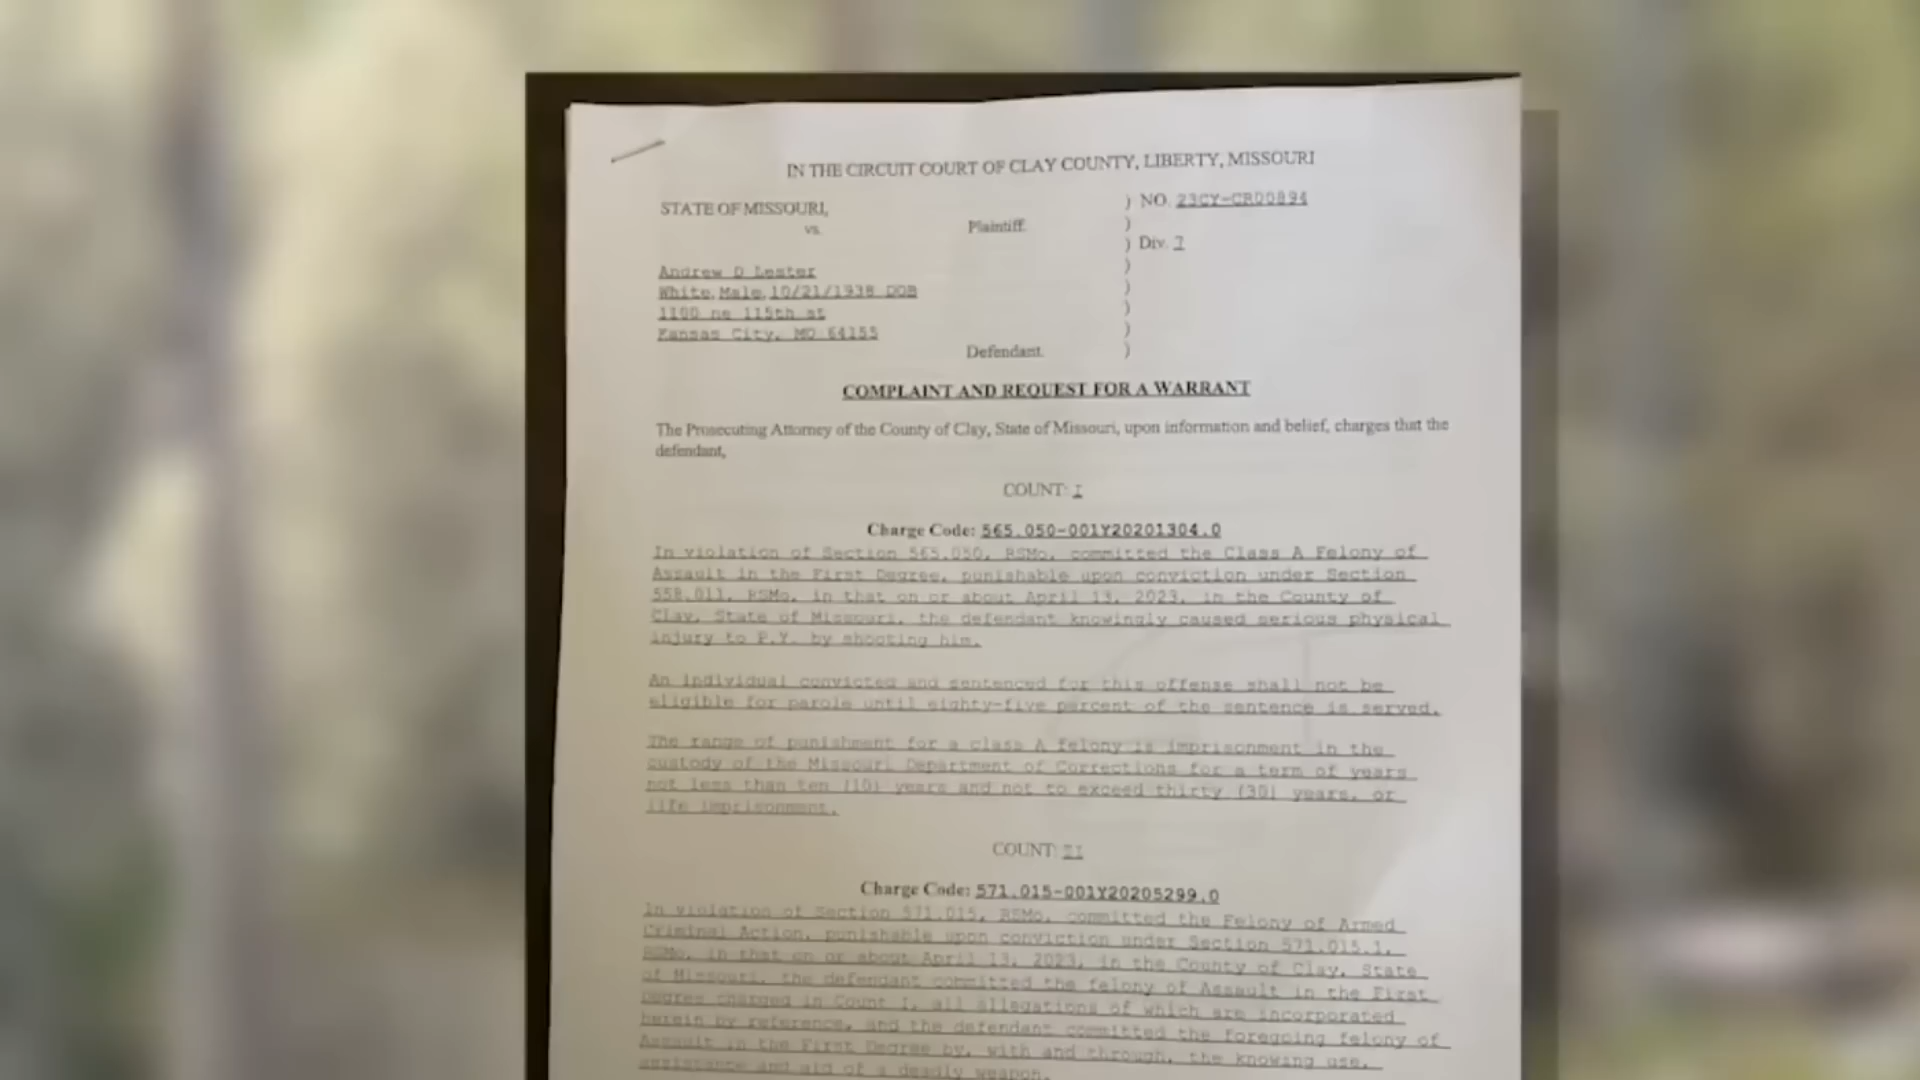 IN THE CIRCUIT COURT OF CLAY COUNTY, LIBERTY, MISSOURI
STATE OF MISSOURI,
vs.
Plaintiff.
) NO. 23CY-CR00894
)
) Div. 7
)
)
)
)
)
Andrew D Lester
White, Male, 10/21/1938 DOB
1100 ne 115th st
Kansas City, MO 64155
Defendant.
COMPLAINT AND REQUEST FOR A WARRANT
The Prosecuting Attorney of the County of Clay, State of Missouri, upon information and belief, charges that the
defendant,
COUNT: I
Charge Code: 565.050-001Y20201304.0
In violation of Section 565.050, RSMo, committed the Class A Felony of
Assault in the First Degree, punishable upon conviction under Section
558.011, RSMo, in that on or about April 13, 2023, in the County of
Clay, State of Missouri, the defendant knowingly caused serious physical
injury to P.Y. by shooting him.
An individual convicted and sentenced for this offense shall not be
eligible for parole until eighty-five percent of the sentence is served.
The range of punishment for a class A felony is imprisonment in the
custody of the Missouri Department of Corrections for a term of years
not less than ten (10) years and not to exceed thirty (30) years, or
life imprisonment.
COUNT: II
Charge Code: 571.015-001Y20205299.0
In violation of Section 571.015, RSMo, committed the Felony of Armed
Criminal Action, punishable upon conviction under Section 571.015.1,
RSMo, in that on or about April 13, 2023, in the County of Clay, State
of Missouri, the defendant committed the felony of Assault in the First
Degree charged in Count I, all allegations of which are incorporated
herein by reference, and the defendant committed the foregoing felony of
Assault in the First Degree by, with and through, the knowing use,
assistance and aid of a deadly weapon.